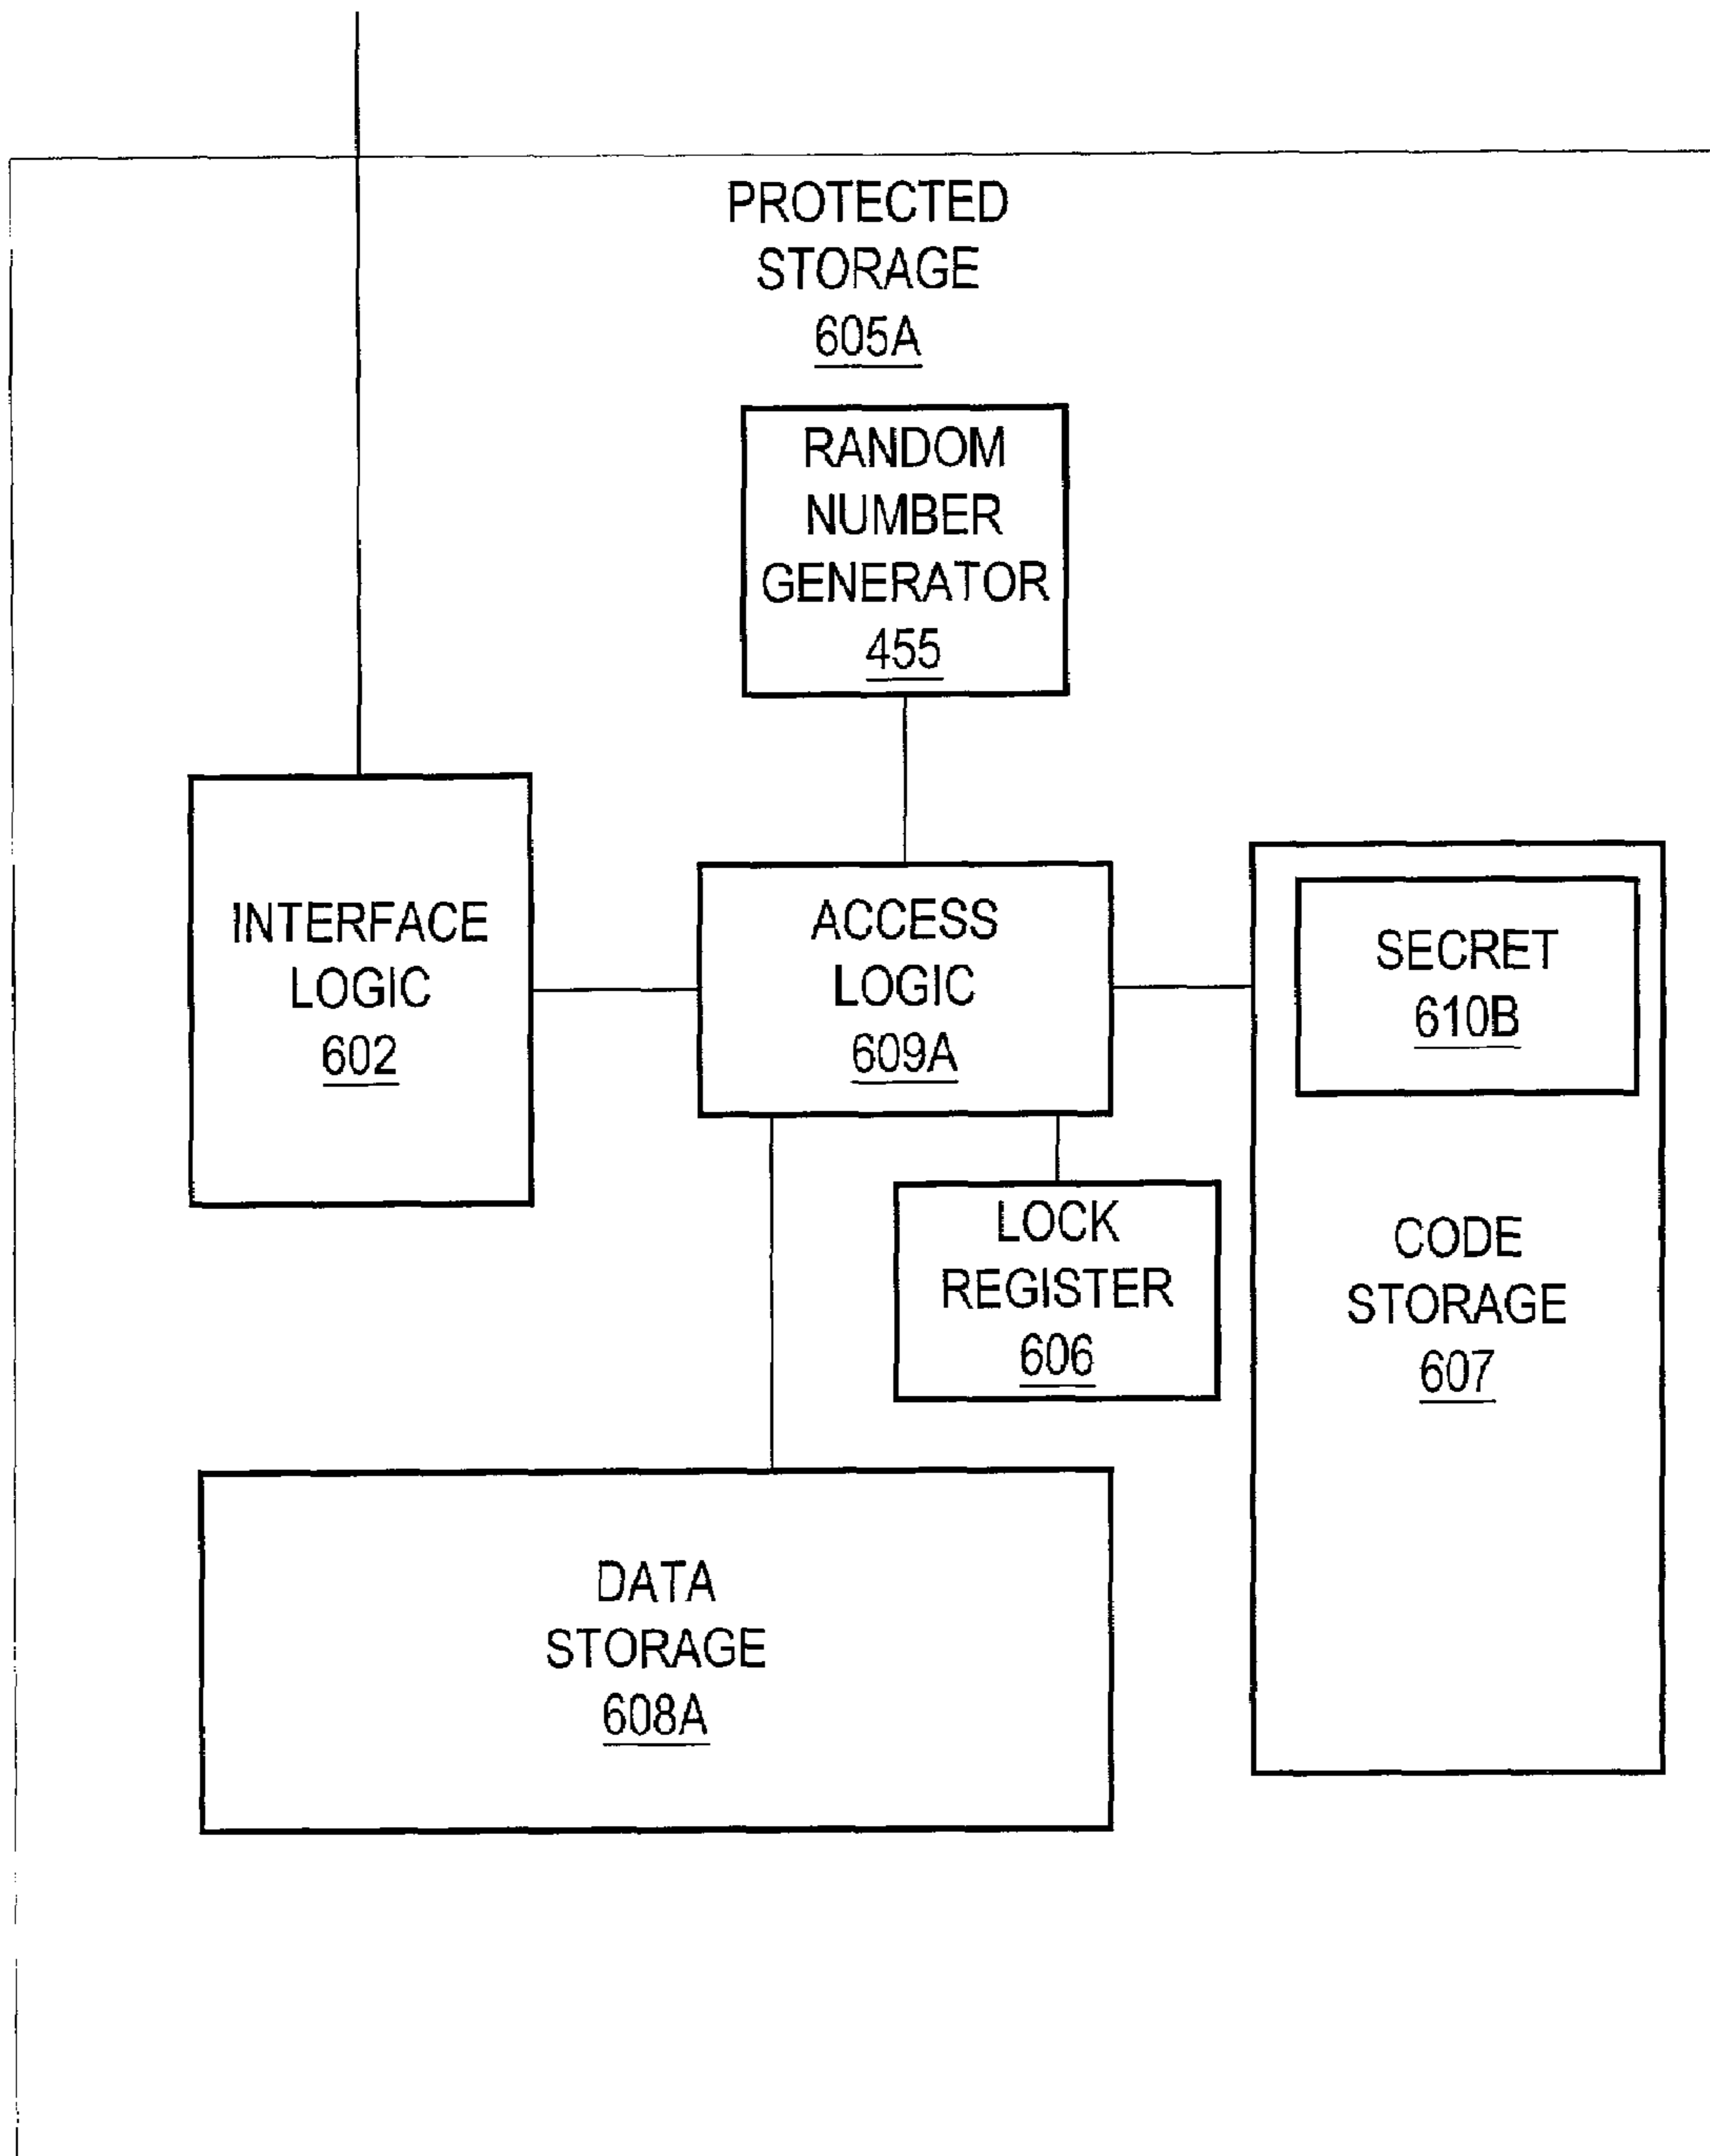 PROTECTED
STORAGE
605A
RANDOM
NUMBER
GENERATOR
455
INTERFACE
LOGIC
602
ACCESS
LOGIC
609A
SECRET
610B
LOCK
REGISTER
606
CODE
STORAGE
607
DATA
STORAGE
608A